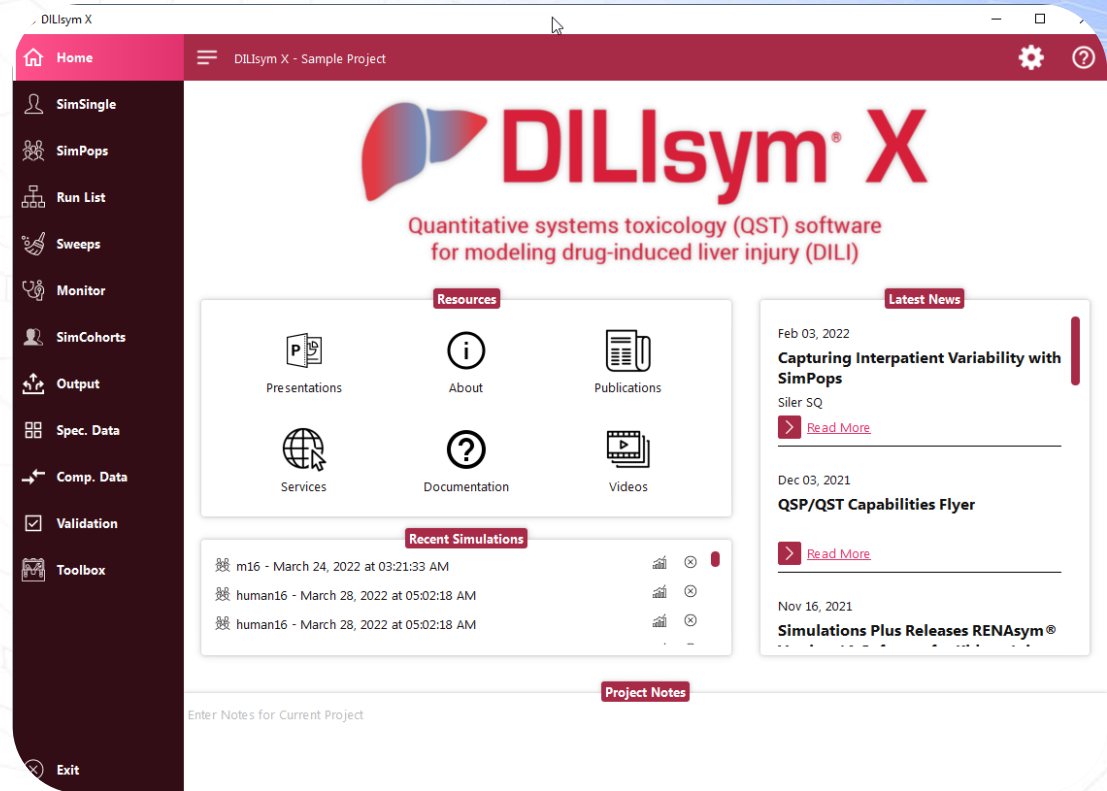 DILIsym X
Home
SimSingle
SimPops
Run List
Sweeps
Monitor
SimCohorts
Output
Spec. Data
Comp. Data
Validation
Toolbox
Exit
DILIsym X - Sample Project
DILIsym® X
Quantitative systems toxicology (QST) software
for modeling drug-induced liver injury (DILI)
Resources
P
Presentations
About
Publications
Services
Documentation
Videos
Recent Simulations
m16 - March 24, 2022 at 03:21:33 AM
human16 - March 28, 2022 at 05:02:18 AM
human16 - March 28, 2022 at 05:02:18 AM
Latest News
Feb 03, 2022
Capturing Interpatient Variability with
SimPops
Siler SQ
Read More
Dec 03, 2021
QSP/QST Capabilities Flyer
Read More
Nov 16, 2021
Simulations Plus Releases RENAsym®
Project Notes
Enter Notes for Current Project